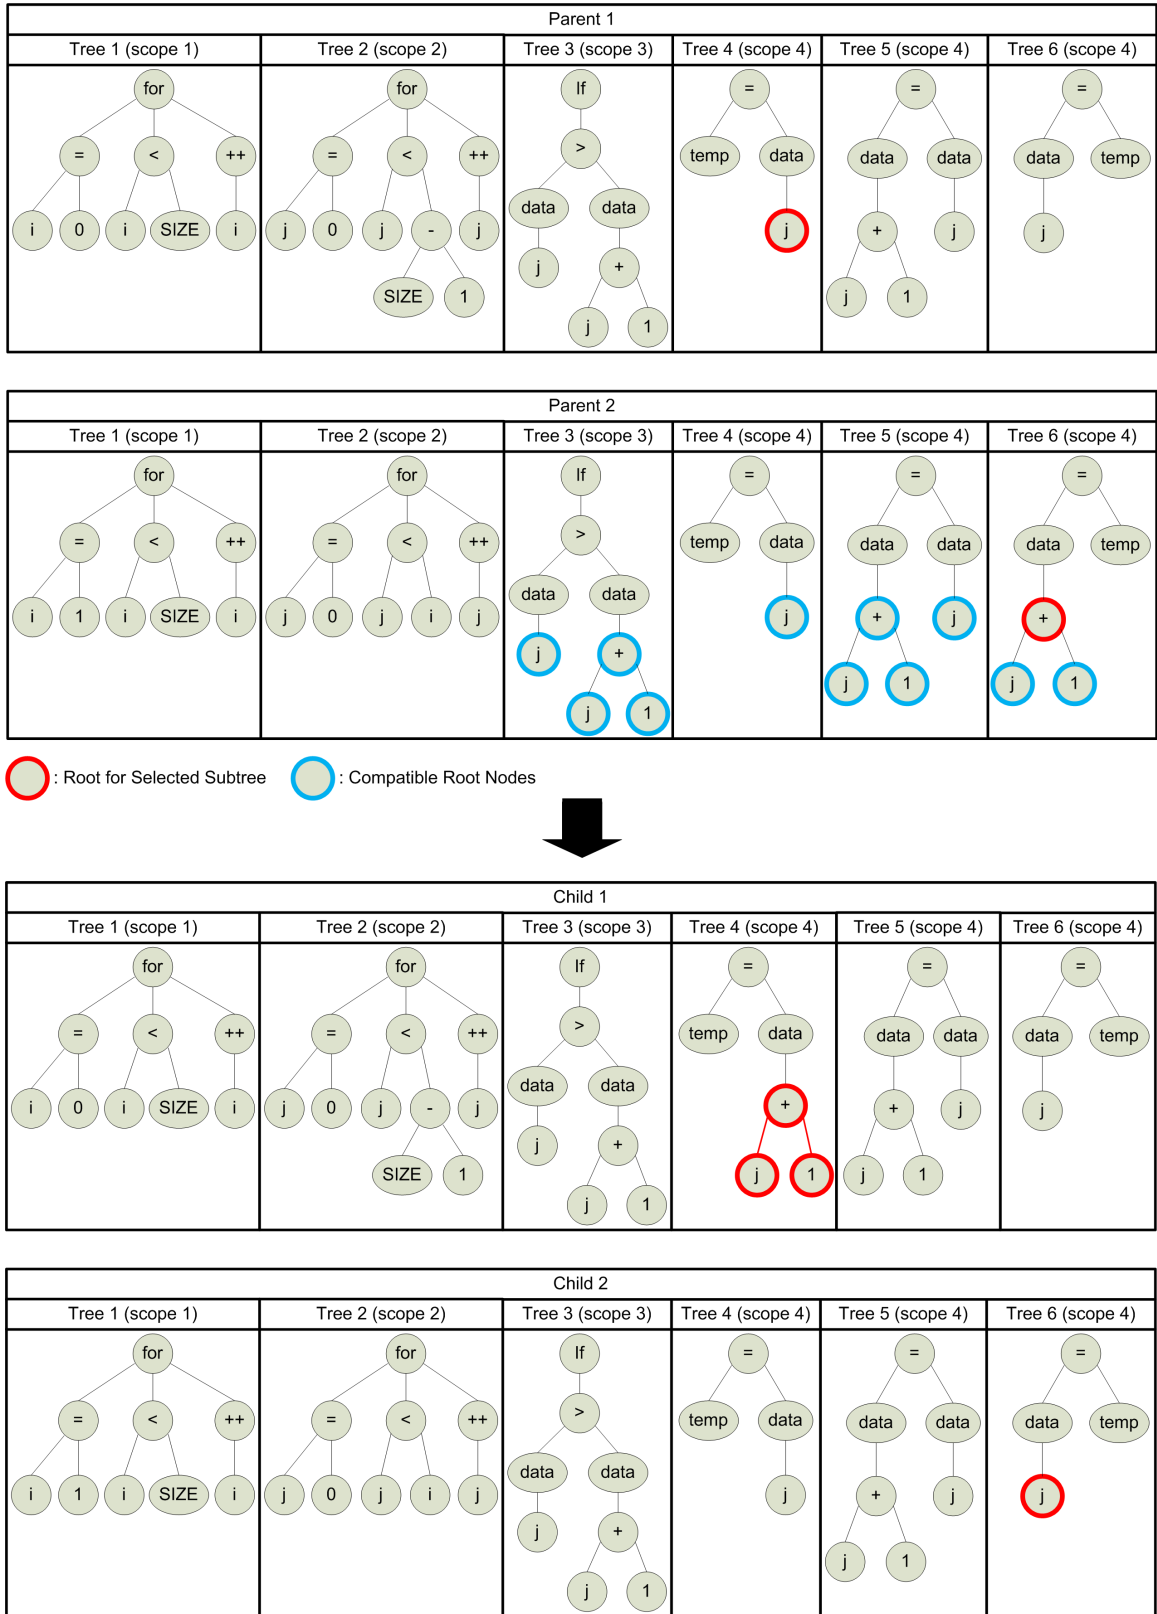 Parent 1
Tree 1 (scope 1) Tree 2 (scope 2) Tree 3 (scope 3) Tree 4 (scope 4) Tree 5 (scope 4) Tree 6 (scope 4)
for for If = = =
= < ++ = < ++ > temp data data data data temp
i 0 i SIZE i j 0 j - j data data j + j j
SIZE 1 j + j 1
j 1
Parent 2
Tree 1 (scope 1) Tree 2 (scope 2) Tree 3 (scope 3) Tree 4 (scope 4) Tree 5 (scope 4) Tree 6 (scope 4)
for for If = = =
= < ++ = < ++ > temp data data data data temp
i 1 i SIZE i j 0 j i j data data j + j +
j + j 1 j 1
j 1
: Root for Selected Subtree : Compatible Root Nodes
Child 1
Tree 1 (scope 1) Tree 2 (scope 2) Tree 3 (scope 3) Tree 4 (scope 4) Tree 5 (scope 4) Tree 6 (scope 4)
for for If = = =
= < ++ = < ++ > temp data data data data temp
i 0 i SIZE i j 0 j - j data data + + j j
SIZE 1 j + j 1 j 1
j 1
Child 2
Tree 1 (scope 1) Tree 2 (scope 2) Tree 3 (scope 3) Tree 4 (scope 4) Tree 5 (scope 4) Tree 6 (scope 4)
for for If = = =
= < ++ = < ++ > temp data data data data temp
i 1 i SIZE i j 0 j i j data data j + j j
j + j 1
j 1